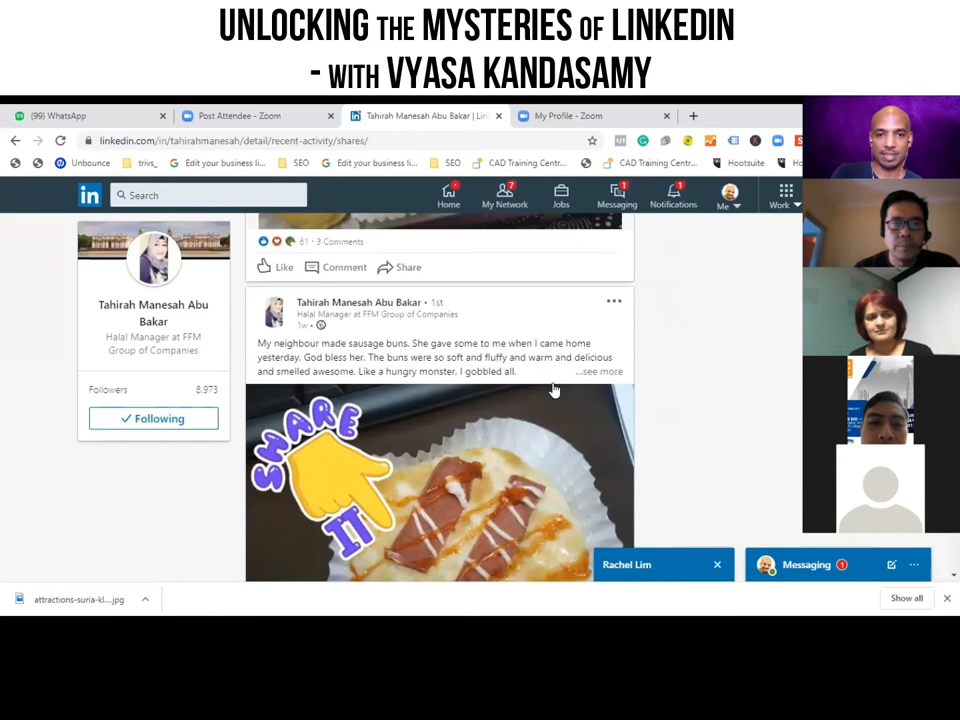 UNLOCKING THE MYSTERIES OF LINKEDIN
- WITH VYASA KANDASAMY
(99) WhatsApp
Post Attendee - Zoom
Tahirah Manesah Abu Bakar | Lin
My Profile - Zoom
linkedin.com/in/tahirahmanesah/detail/recent-activity/shares/
Unbounce
trivs_
Edit your business li...
SEO
Edit your business li...
SEO
CAD Training Centr...
CAD Training Centr...
Hootsuite
Ho
in
Search
Home
7
My Network
Jobs
1
Messaging
1
Notifications
Me
Work
61 · 3 Comments
Like
Comment
Share
Tahirah Manesah Abu
Bakar
Halal Manager at FFM
Group of Companies
Followers 8,973
Following
Tahirah Manesah Abu Bakar • 1st
Halal Manager at FFM Group of Companies
1w •
My neighbour made sausage buns. She gave some to me when I came home
yesterday. God bless her. The buns were so soft and fluffy and warm and delicious
and smelled awesome. Like a hungry monster, I gobbled all.
...see more
SHARE
IT
Rachel Lim
Messaging 1
attractions-suria-kl....jpg
Show all